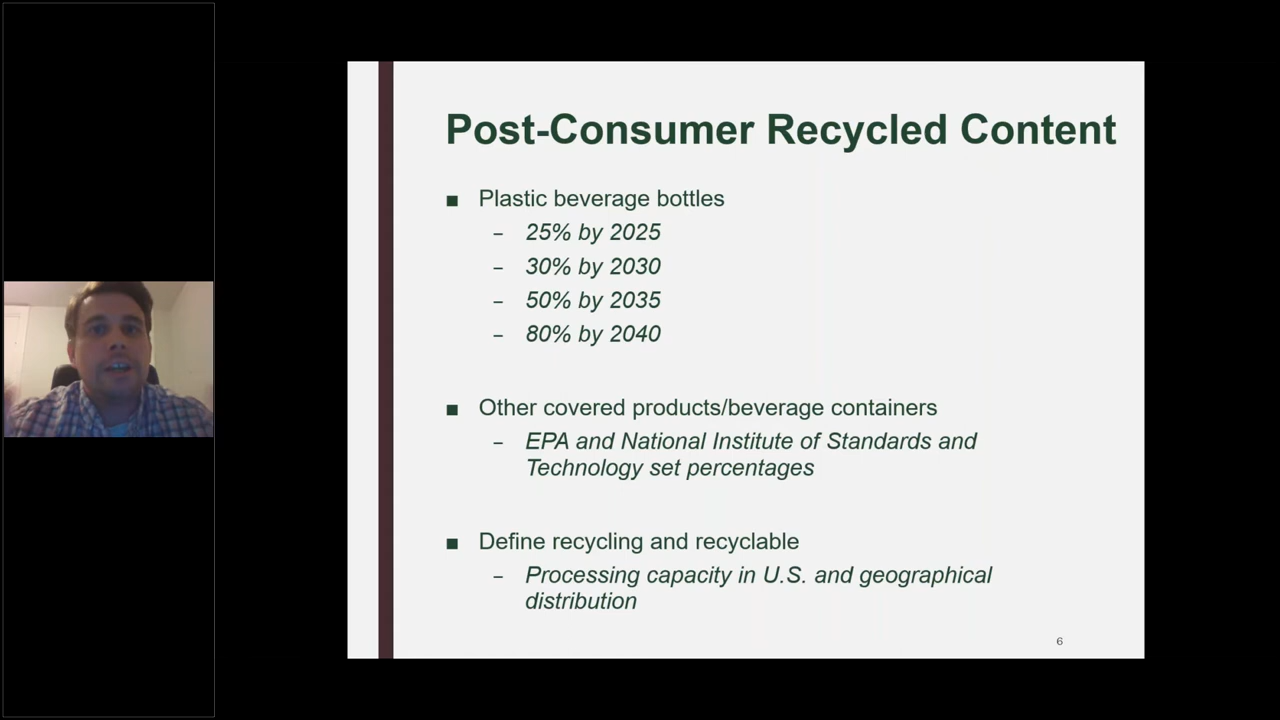 Post-Consumer Recycled Content
■ Plastic beverage bottles
– 25% by 2025
– 30% by 2030
– 50% by 2035
– 80% by 2040
■ Other covered products/beverage containers
– EPA and National Institute of Standards and
Technology set percentages
■ Define recycling and recyclable
– Processing capacity in U.S. and geographical
distribution
6